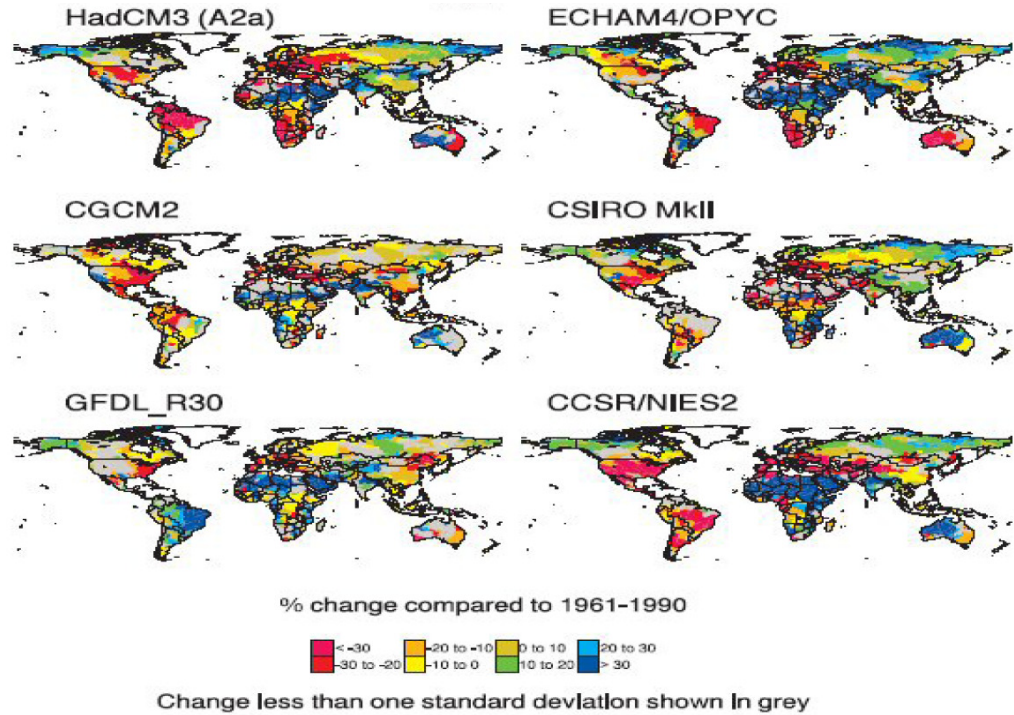 HadCM3 (A2a) ECHAM4/OPYC
CGCM2 CSIRO MkII
GFDL_R30 CCSR/NIES2
% change compared to 1961-1990
< -30 -20 to -10 0 to 10 20 to 30
-30 to -20 -10 to 0 10 to 20 > 30
Change less than one standard deviation shown in grey